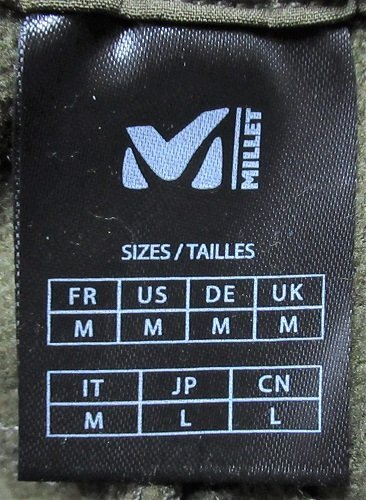 MILLET
SIZES / TAILLES
FR US DE UK
M M M M
IT JP CN
M L L